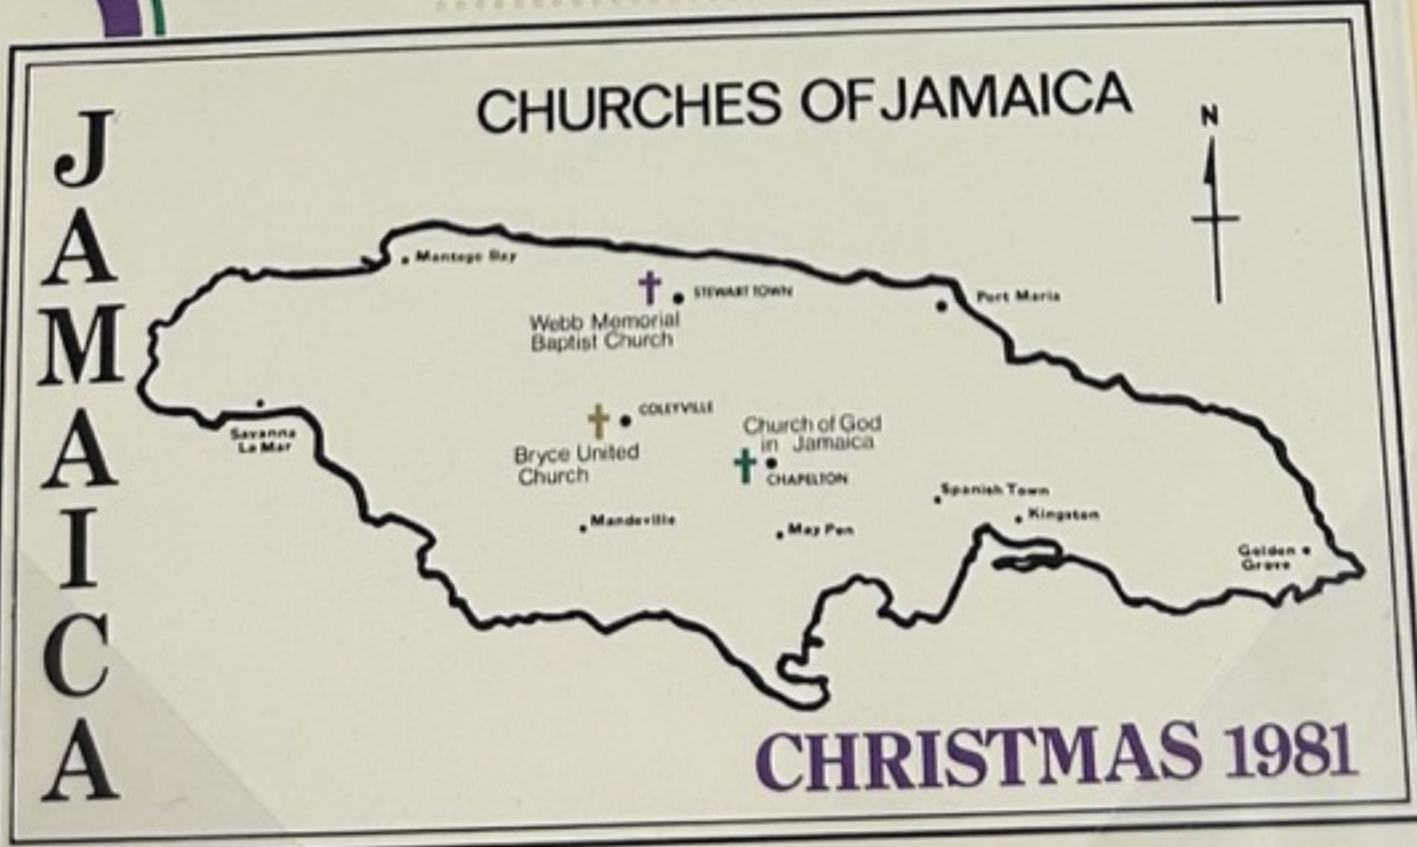 JAMAICA
CHURCHES OF JAMAICA
N
Montego Bay
STEWART TOWN
Port Maria
Webb Memorial
Baptist Church
COLEYVILLE
Savanna
La Mar
Church of God
in Jamaica
Bryce United
Church
CHAPELTON
Spanish Town
Kingston
Mandeville
May Pen
Golden
Grove
CHRISTMAS 1981